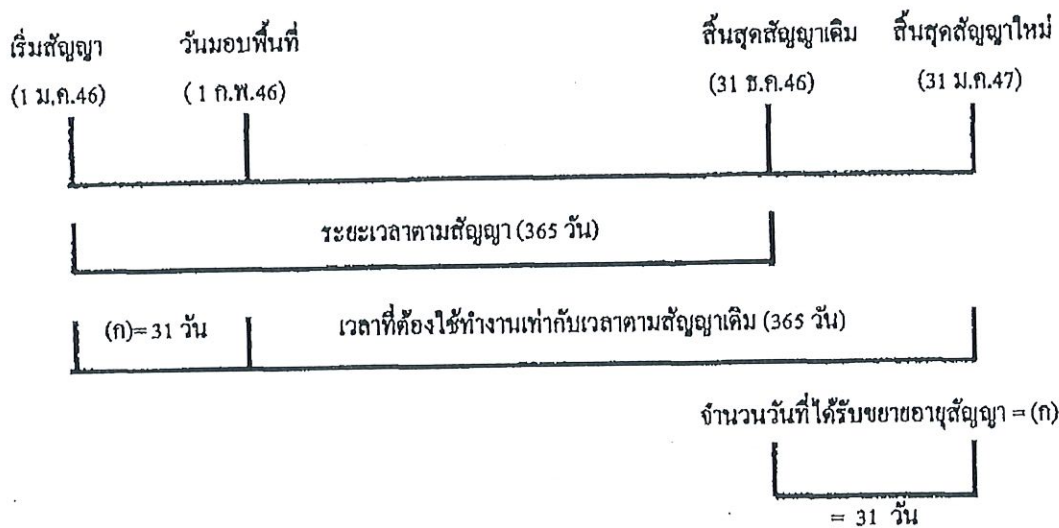 เริ่มสัญญา วันมอบพื้นที่ สิ้นสุดสัญญาเดิม สิ้นสุดสัญญาใหม่
(1 ม.ค.46) (1 ก.พ.46) (31 ธ.ค.46) (31 ม.ค.47)
ระยะเวลาตามสัญญา (365 วัน)
(ก)= 31 วัน เวลาที่ต้องใช้ทำงานเท่ากับเวลาตามสัญญาเดิม (365 วัน)
จำนวนวันที่ได้รับขยายอายุสัญญา = (ก)
= 31 วัน